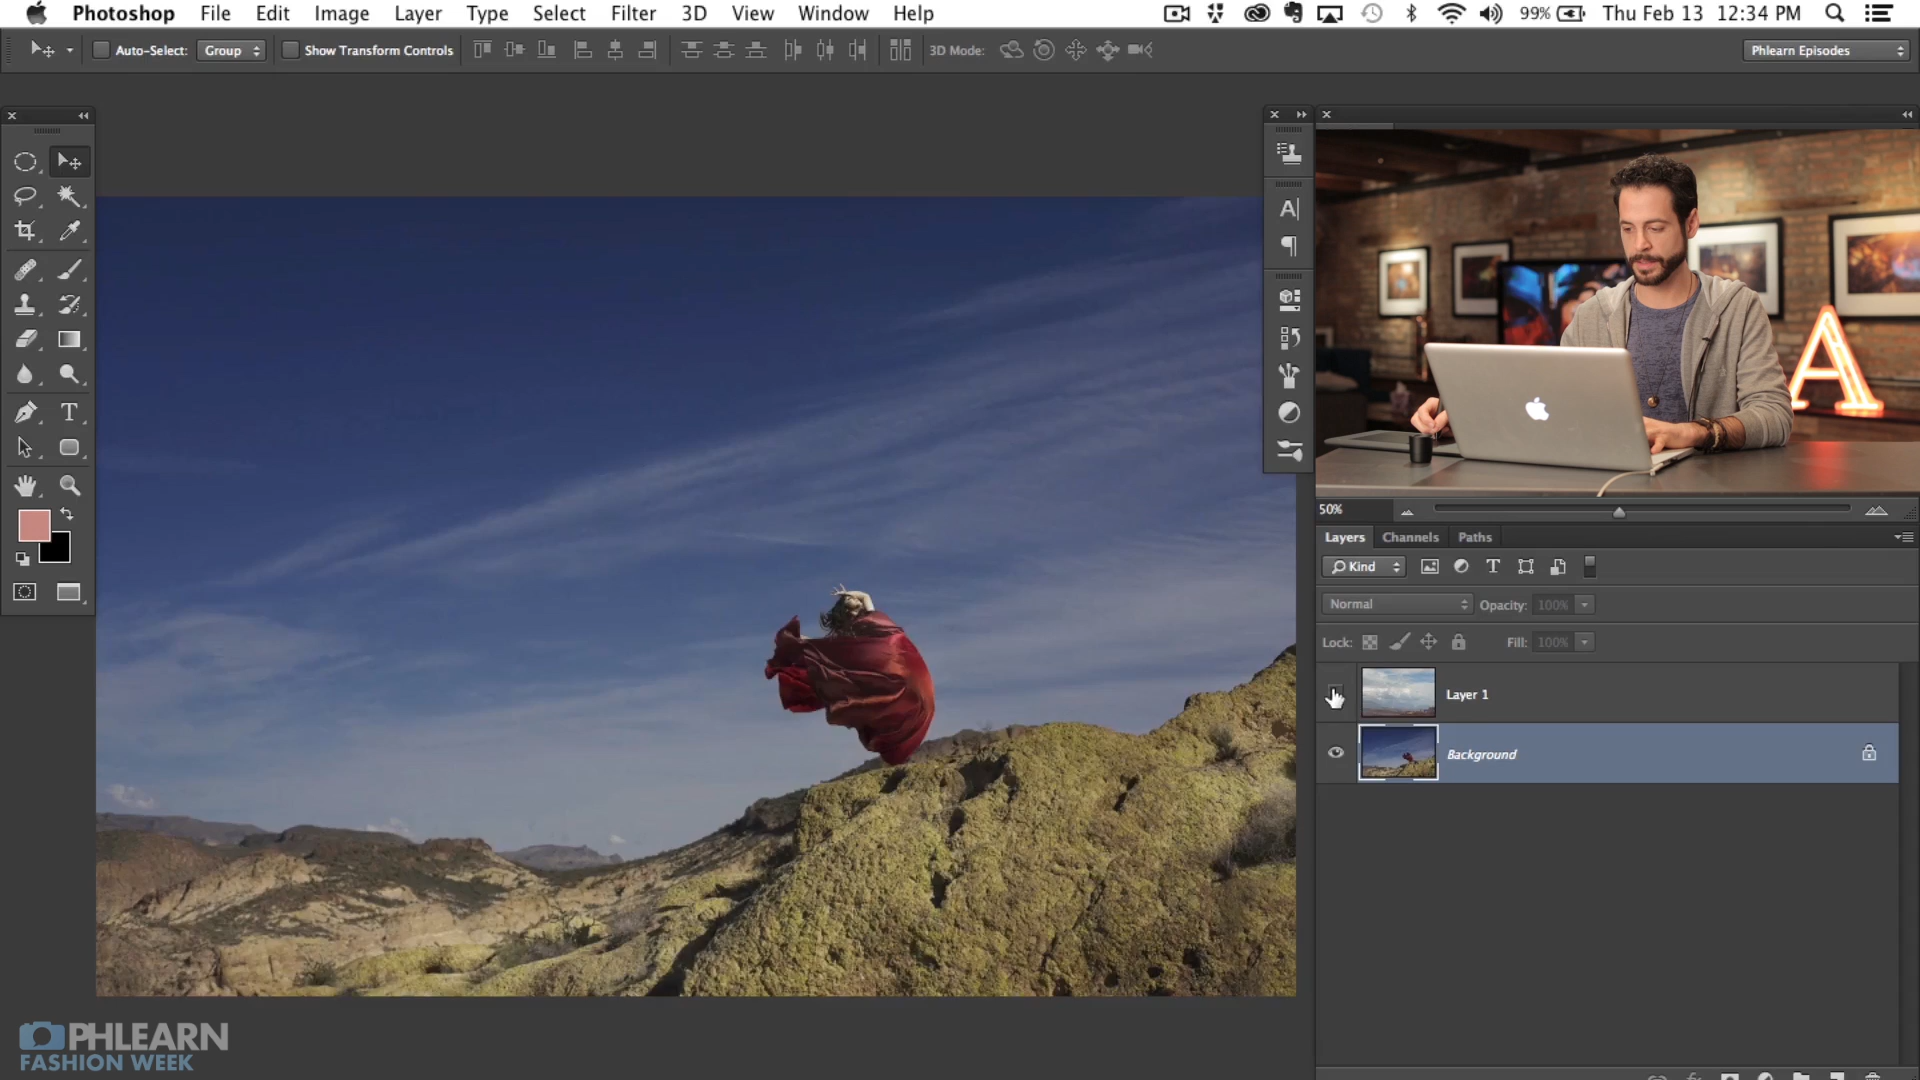 Photoshop File Edit Image Layer Type Select Filter 3D View Window Help 99% Thu Feb 13 12:34 PM
Auto-Select: Group Show Transform Controls 3D Mode: Phlearn Episodes
A
50%
Layers Channels Paths
Kind
Normal Opacity: 100%
Lock: Fill: 100%
Layer 1
Background
PHLEARN
FASHION WEEK